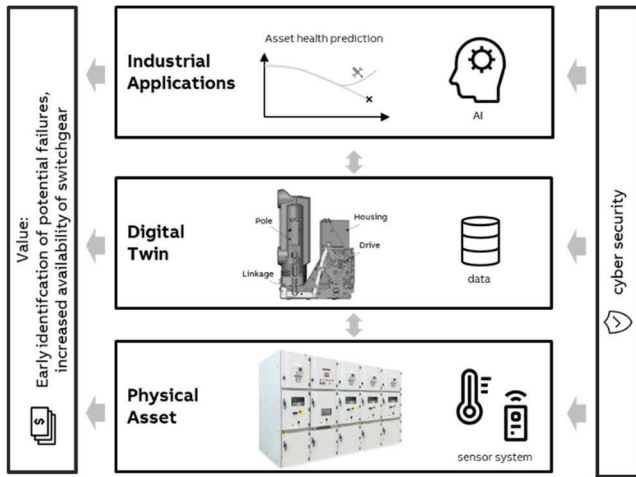 Value:
Early identifcation of potential failures,
increased availability of switchgear
$
Industrial
Applications
Asset health prediction
AI
Digital
Twin
Pole
Housing
Drive
Linkage
data
Physical
Asset
sensor system
cyber security